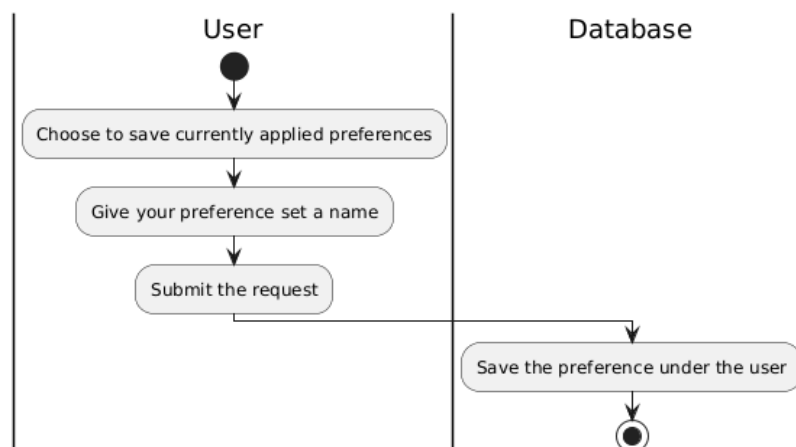 User
Database
Choose to save currently applied preferences
Give your preference set a name
Submit the request
Save the preference under the user